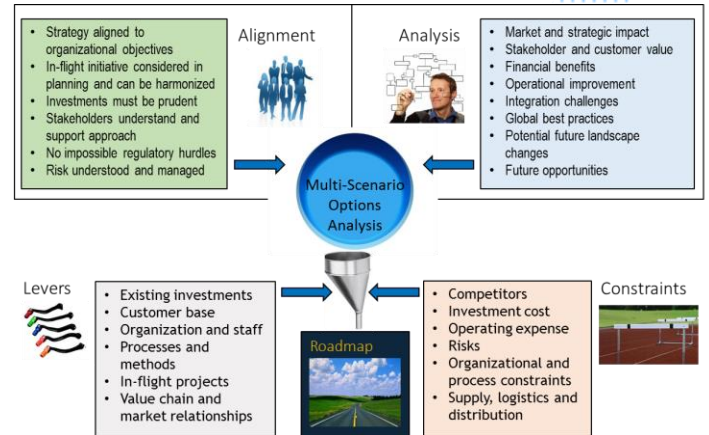 Alignment
• Strategy aligned to
organizational objectives
• In-flight initiative considered in
planning and can be harmonized
• Investments must be prudent
• Stakeholders understand and
support approach
• No impossible regulatory hurdles
• Risk understood and managed
Analysis
• Market and strategic impact
• Stakeholder and customer value
• Financial benefits
• Operational improvement
• Integration challenges
• Global best practices
• Potential future landscape
changes
• Future opportunities
Multi-Scenario
Options
Analysis
Levers
• Existing investments
• Customer base
• Organization and staff
• Processes and
methods
• In-flight projects
• Value chain and
market relationships
Roadmap
Constraints
• Competitors
• Investment cost
• Operating expense
• Risks
• Organizational and
process constraints
• Supply, logistics and
distribution